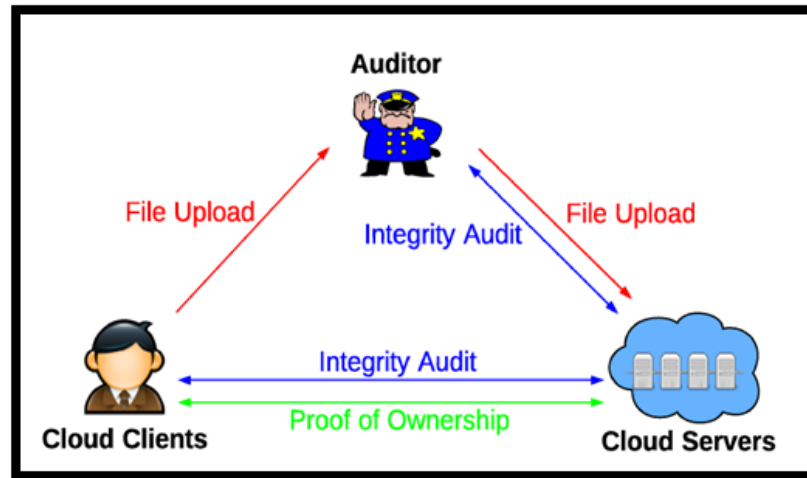 Auditor
File Upload
File Upload
Integrity Audit
Integrity Audit
Proof of Ownership
Cloud Clients
Cloud Servers